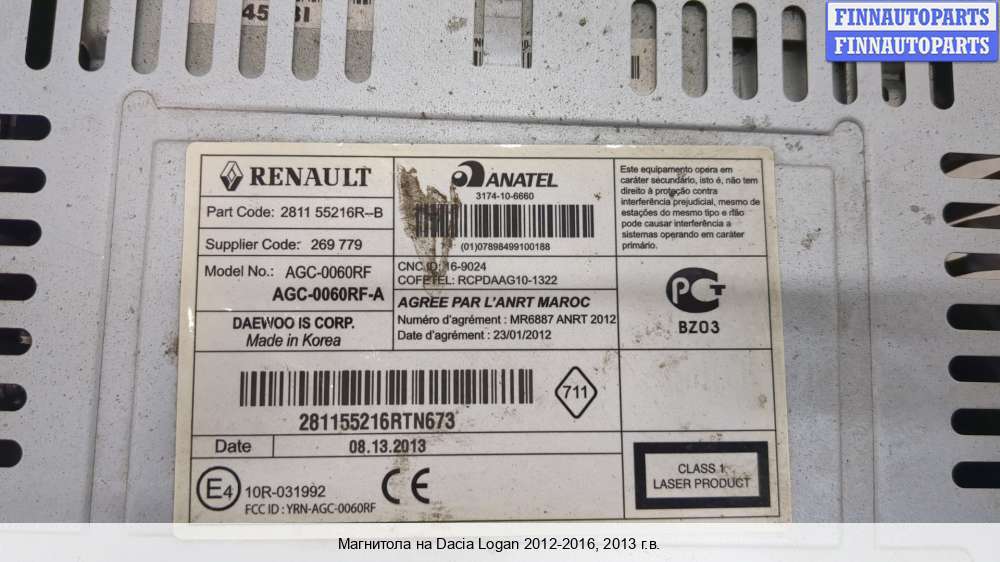 FINNAUTOPARTS
FINNAUTOPARTS
RENAULT
Part Code: 2811 55216R--B
Supplier Code: 269 779
Model No.: AGC-0060RF
AGC-0060RF-A
DAEWOO IS CORP.
Made in Korea
ANATEL
3174-10-6660
(01)07898499100188
CNC ID: 16-9024
COFETEL: RCPDAAG10-1322
AGREE PAR L'ANRT MAROC
Numéro d'agrément : MR6887 ANRT 2012
Date d'agrément : 23/01/2012
Este equipamento opera em
caráter secundário, isto é, não tem
direito à proteção contra
interferência prejudicial, mesmo de
estações do mesmo tipo e não
pode causar interferência a
sistemas operando em caráter
primário.
PCT
BZ03
281155216RTN673
711
Date 08.13.2013
E4 10R-031992
FCC ID : YRN-AGC-0060RF
CE
CLASS 1
LASER PRODUCT
Магнитола на Dacia Logan 2012-2016, 2013 г.в.